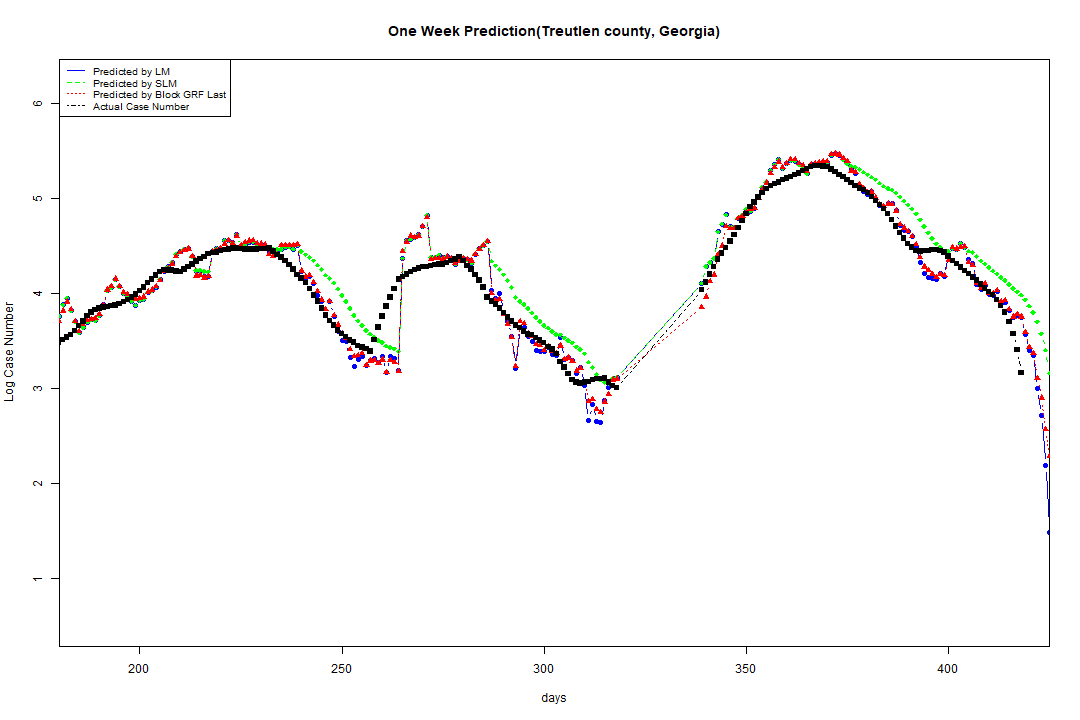 One Week Prediction(Treutlen county, Georgia)
Predicted by LM
Predicted by SLM
Predicted by Block GRF Last
Actual Case Number
Log Case Number
6
5
4
3
2
1
200 250 300 350 400
days